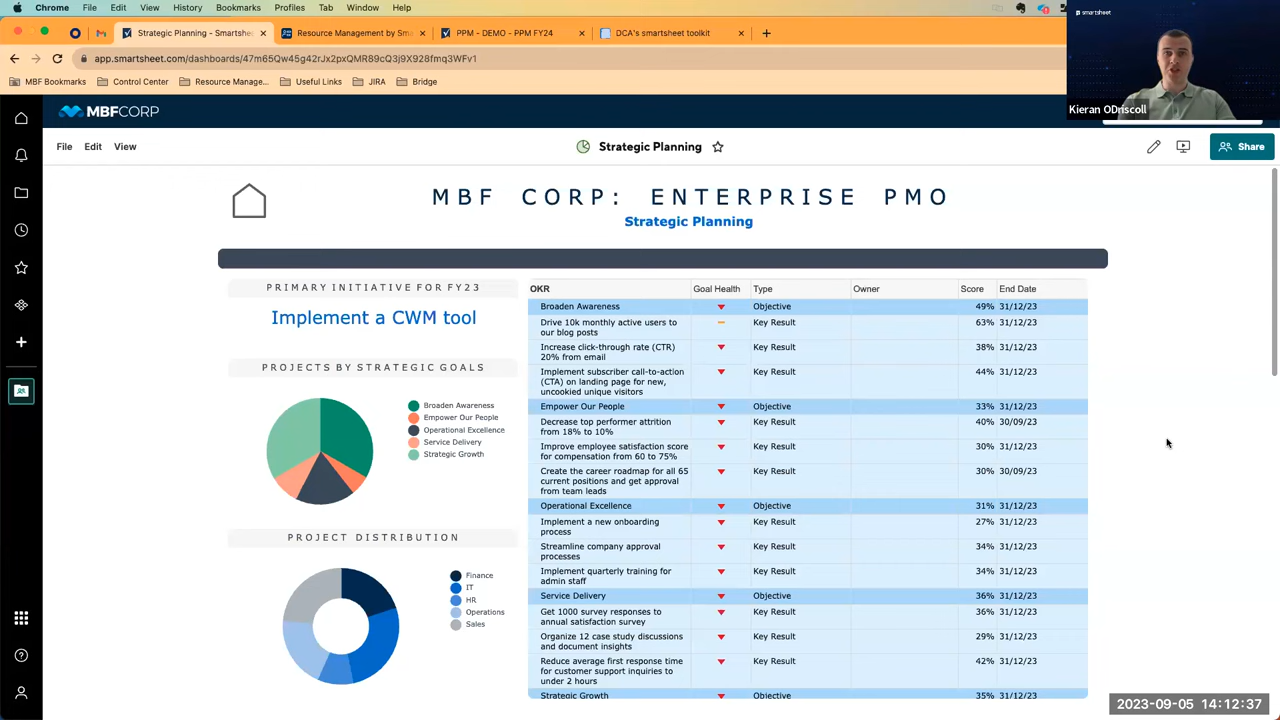 Chrome File Edit View History Bookmarks Profiles Tab Window Help
smartsheet
Strategic Planning - Smartshe
Resource Management by Sm
PPM - DEMO - PPM FY24
DCA's smartsheet toolkit
app.smartsheet.com/dashboards/47m65Qw45g42rJx2pxQMR89cQ3j9X928fmq3WFv1
MBF Bookmarks Control Center Resource Manage... Useful Links JIRA Bridge
Kieran ODriscoll
MBFCORP
File Edit View
Strategic Planning
Share
MBF CORP: ENTERPRISE PMO
Strategic Planning
PRIMARY INITIATIVE FOR FY23
Implement a CWM tool
PROJECTS BY STRATEGIC GOALS
Broaden Awareness
Empower Our People
Operational Excellence
Service Delivery
Strategic Growth
PROJECT DISTRIBUTION
Finance
IT
HR
Operations
Sales
OKR Goal Health Type Owner Score End Date
Broaden Awareness Objective 49% 31/12/23
Drive 10k monthly active users to Key Result 63% 31/12/23
our blog posts
Increase click-through rate (CTR) Key Result 38% 31/12/23
20% from email
Implement subscriber call-to-action Key Result 44% 31/12/23
(CTA) on landing page for new,
uncookied unique visitors
Empower Our People Objective 33% 31/12/23
Decrease top performer attrition Key Result 40% 30/09/23
from 18% to 10%
Improve employee satisfaction score Key Result 30% 31/12/23
for compensation from 60 to 75%
Create the career roadmap for all 65 Key Result 30% 30/09/23
current positions and get approval
from team leads
Operational Excellence Objective 31% 31/12/23
Implement a new onboarding Key Result 27% 31/12/23
process
Streamline company approval Key Result 34% 31/12/23
processes
Implement quarterly training for Key Result 34% 31/12/23
admin staff
Service Delivery Objective 36% 31/12/23
Get 1000 survey responses to Key Result 36% 31/12/23
annual satisfaction survey
Organize 12 case study discussions Key Result 29% 31/12/23
and document insights
Reduce average first response time Key Result 42% 31/12/23
for customer support inquiries to
under 2 hours
Strategic Growth Objective 35% 31/12/23
2023-09-05 14:12:37